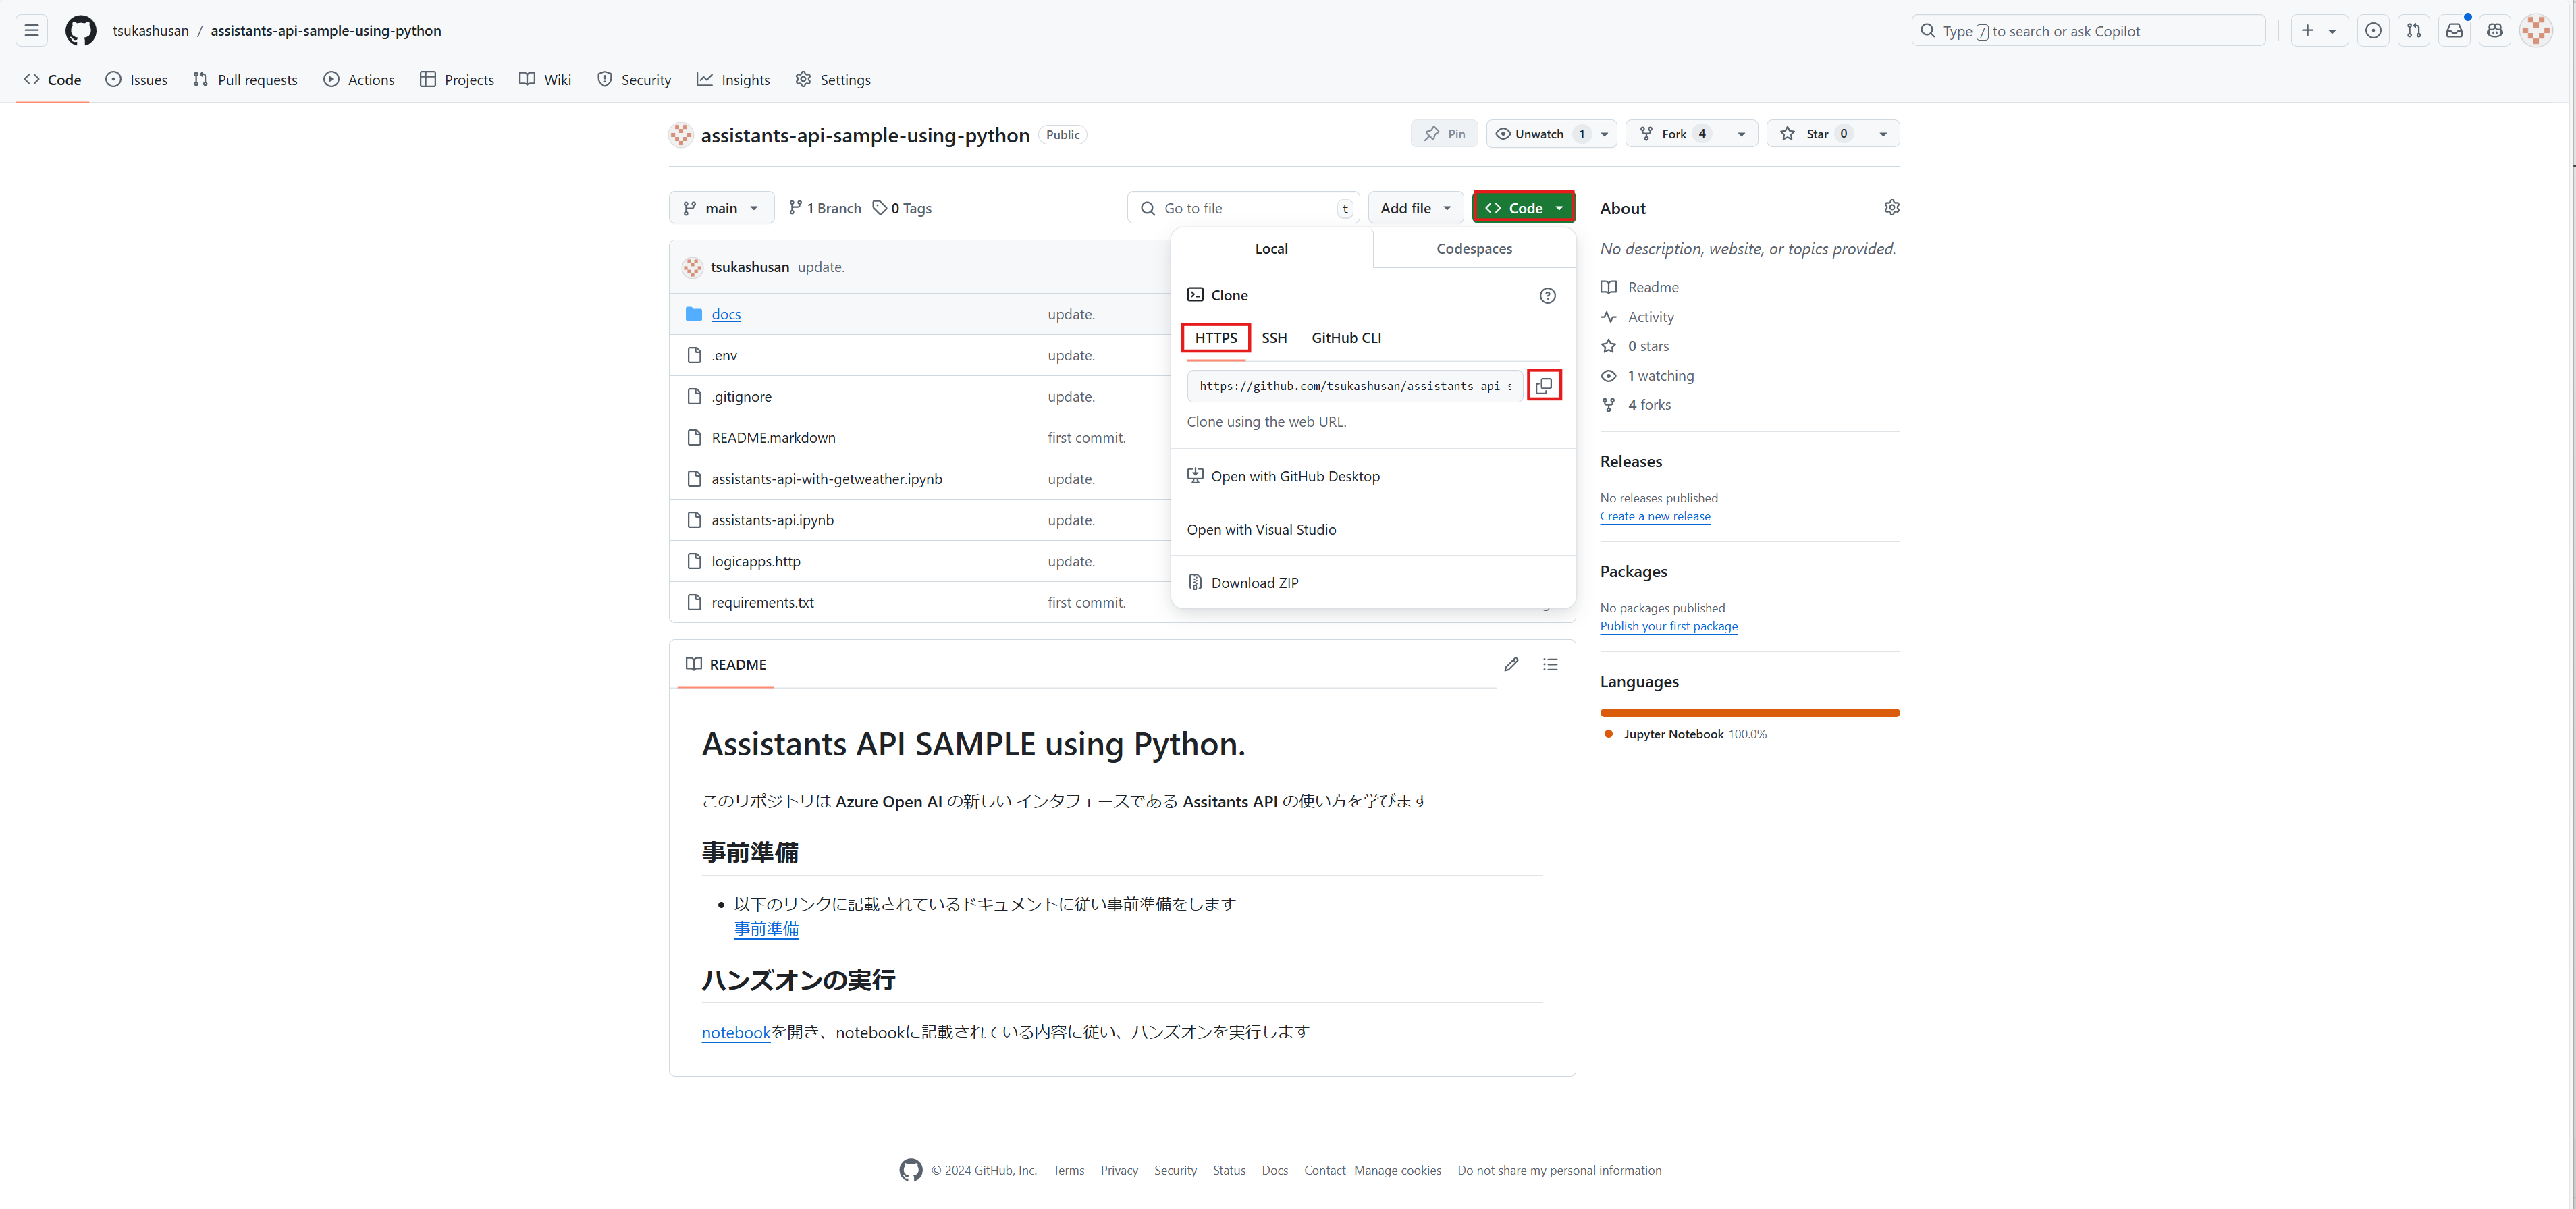 tsukashusan / assistants-api-sample-using-python
Type / to search or ask Copilot
Code Issues Pull requests Actions Projects Wiki Security Insights Settings
assistants-api-sample-using-python Public
Pin Unwatch 1 Fork 4 Star 0
main 1 Branch 0 Tags
Go to file t Add file Code
tsukashusan update.
docs update.
.env update.
.gitignore update.
README.markdown first commit.
assistants-api-with-getweather.ipynb update.
assistants-api.ipynb update.
logicapps.http update.
requirements.txt first commit.
Local Codespaces
Clone
HTTPS SSH GitHub CLI
https://github.com/tsukashusan/assistants-api-s
Clone using the web URL.
Open with GitHub Desktop
Open with Visual Studio
Download ZIP
About
No description, website, or topics provided.
Readme
Activity
0 stars
1 watching
4 forks
Releases
No releases published
Create a new release
Packages
No packages published
Publish your first package
Languages
Jupyter Notebook 100.0%
README
Assistants API SAMPLE using Python.
このリポジトリは Azure Open AI の新しい インタフェースである Assitants API の使い方を学びます
事前準備
以下のリンクに記載されているドキュメントに従い事前準備をします
事前準備
ハンズオンの実行
notebookを開き、notebookに記載されている内容に従い、ハンズオンを実行します
© 2024 GitHub, Inc. Terms Privacy Security Status Docs Contact Manage cookies Do not share my personal information